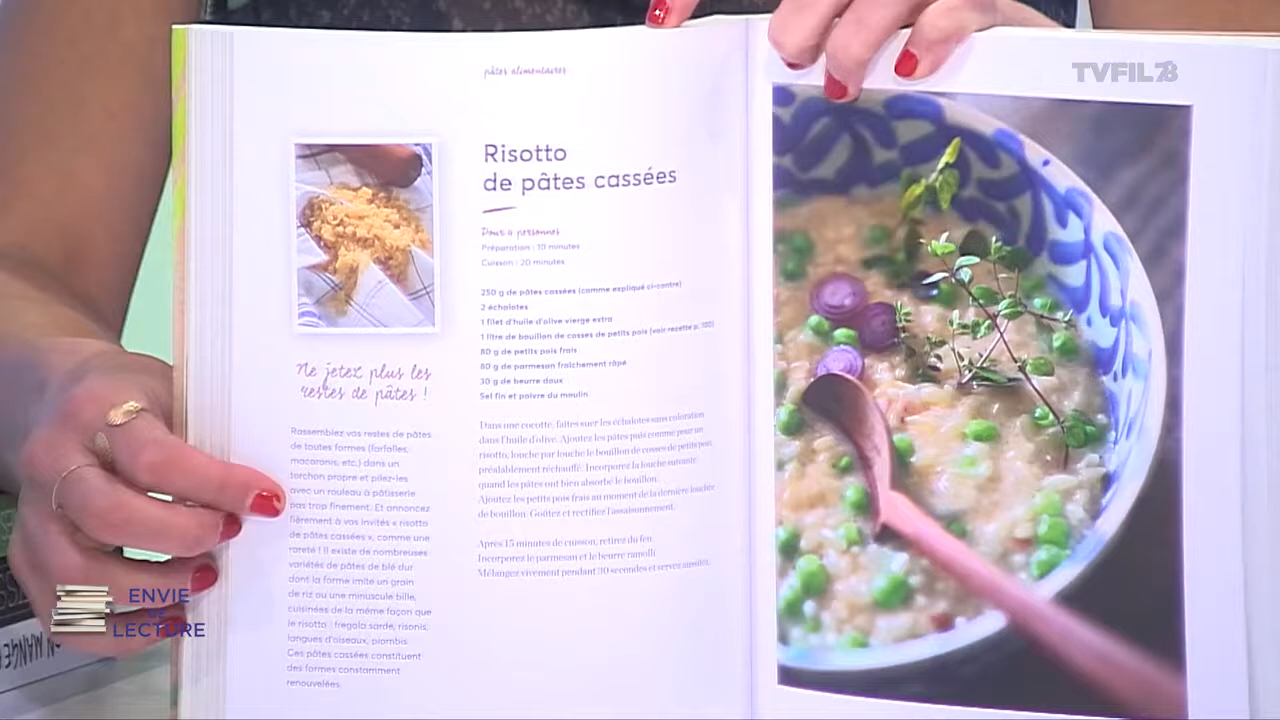 pâtes alimentaires
TVFIL78
Risotto
de pâtes cassées
Préparation : 10 minutes
Cuisson : 20 minutes
250 g de pâtes cassées (comme expliqué ci-contre)
2 échalotes
1 filet d'huile d'olive vierge extra
1 litre de bouillon de cosses de petits pois (voir recette p. 100)
80 g de petits pois frais
80 g de parmesan fraîchement râpé
30 g de beurre doux
Sel fin et poivre du moulin
Dans une cocotte, faites suer les échalotes sans coloration
dans l'huile d'olive. Ajoutez les pâtes puis comme pour un
risotto, louche par louche le bouillon de cosses de petits pois
préalablement réchauffé. Incorporez la louche suivante
quand les pâtes ont bien absorbé le bouillon.
Ajoutez les petits pois frais au moment de la dernière louchée
de bouillon. Goûtez et rectifiez l'assaisonnement.
Après 15 minutes de cuisson, retirez du feu.
Incorporez le parmesan et le beurre ramolli.
Mélangez vivement pendant 30 secondes et servez aussitôt.
Ne jetez plus les
restes de pâtes !
Rassemblez vos restes de pâtes
de toutes formes (farfalles,
macaronis, etc.) dans un
torchon propre et pilez-les
avec un rouleau à pâtisserie
pas trop finement. Et annoncez
fièrement à vos invités « risotto
de pâtes cassées », comme une
rareté ! Il existe de nombreuses
variétés de pâtes de blé dur
dont la forme imite un grain
de riz ou une minuscule bille,
cuisinées de la même façon que
le risotto : fregola sarde, risonis,
langues d'oiseaux, plombis.
Ces pâtes cassées constituent
des formes constamment
renouvelées.
ENVIE
DE
LECTURE